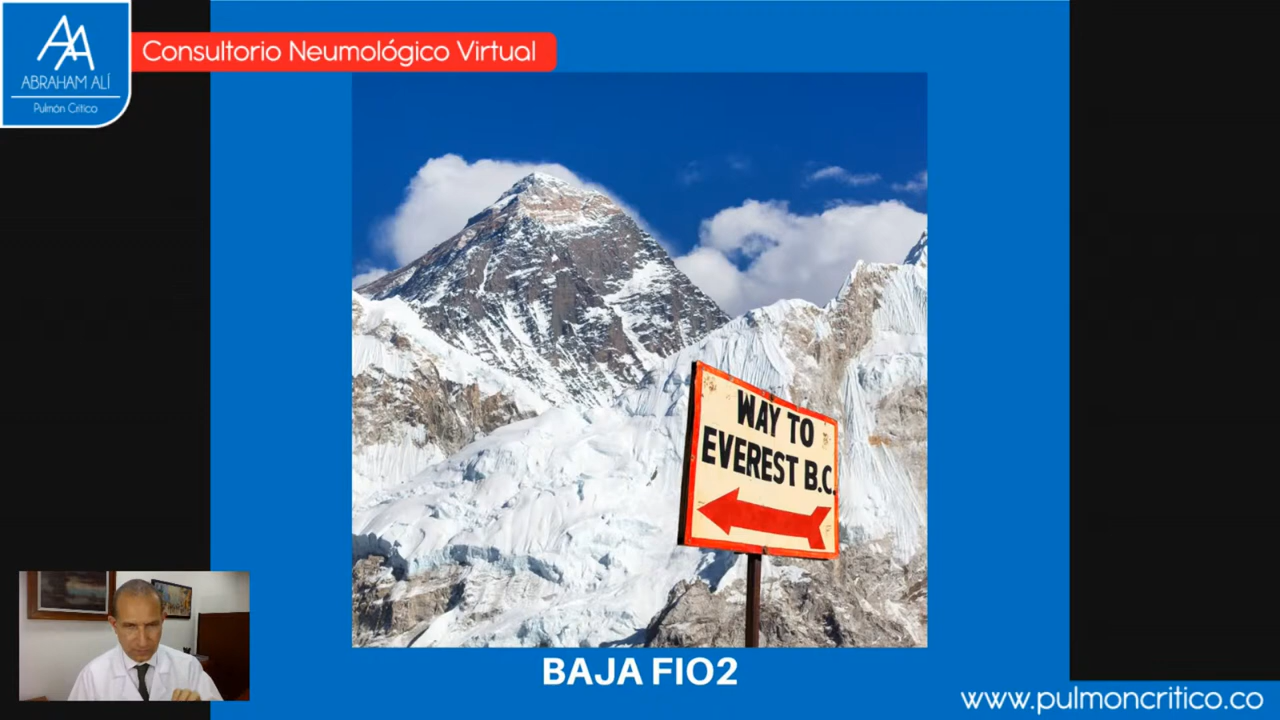 AA
ABRAHAM ALÍ
Pulmón Crítico
Consultorio Neumológico Virtual
WAY TO
EVEREST B.C.
BAJA FIO2
www.pulmoncritico.co